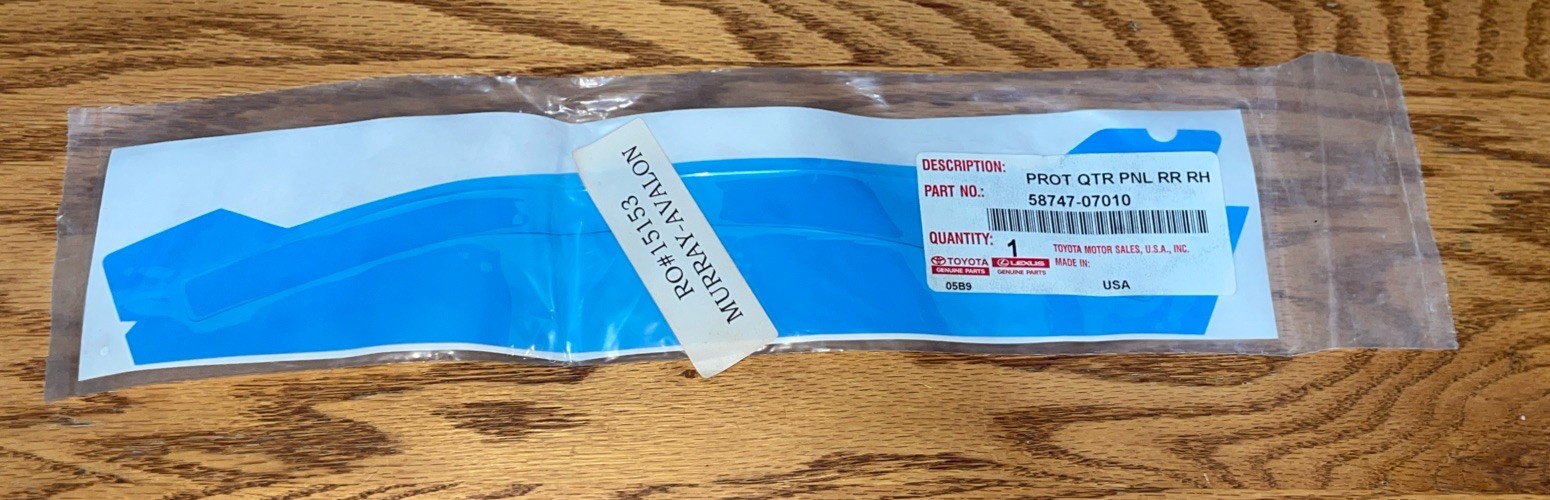 RO#15153
MURRAY-AVALON
DESCRIPTION:
PROT QTR PNL RR RH
PART NO.:
58747-07010
QUANTITY: 1
TOYOTA MOTOR SALES, U.S.A., INC.
TOYOTA
GENUINE PARTS
LEXUS
GENUINE PARTS
MADE IN:
05B9
USA